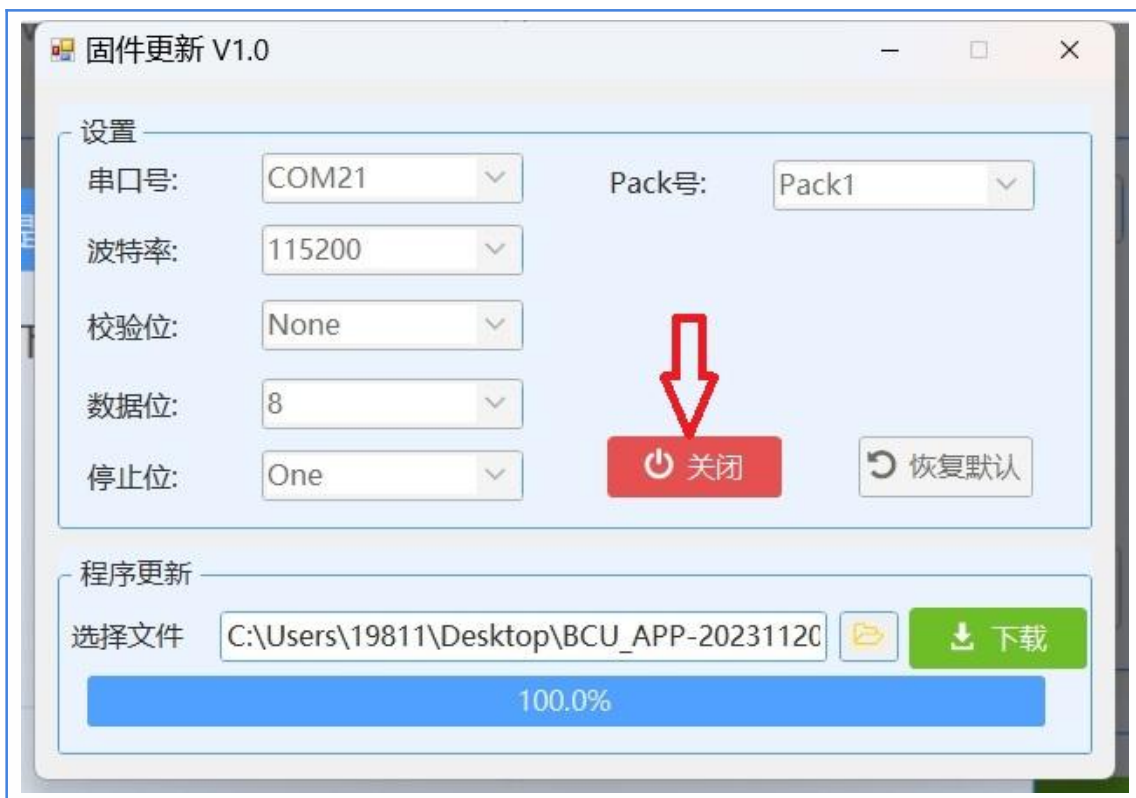 固件更新 V1.0
设置
串口号: COM21 Pack号: Pack1
波特率: 115200
校验位: None
数据位: 8
停止位: One
关闭 恢复默认
程序更新
选择文件 C:\Users\19811\Desktop\BCU_APP-20231120 下载
100.0%